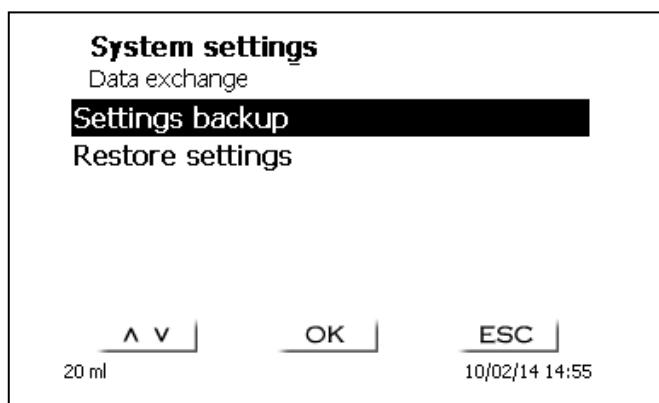 System settings
Data exchange
Settings backup
Restore settings
∧ ∨ OK ESC
20 ml 10/02/14 14:55